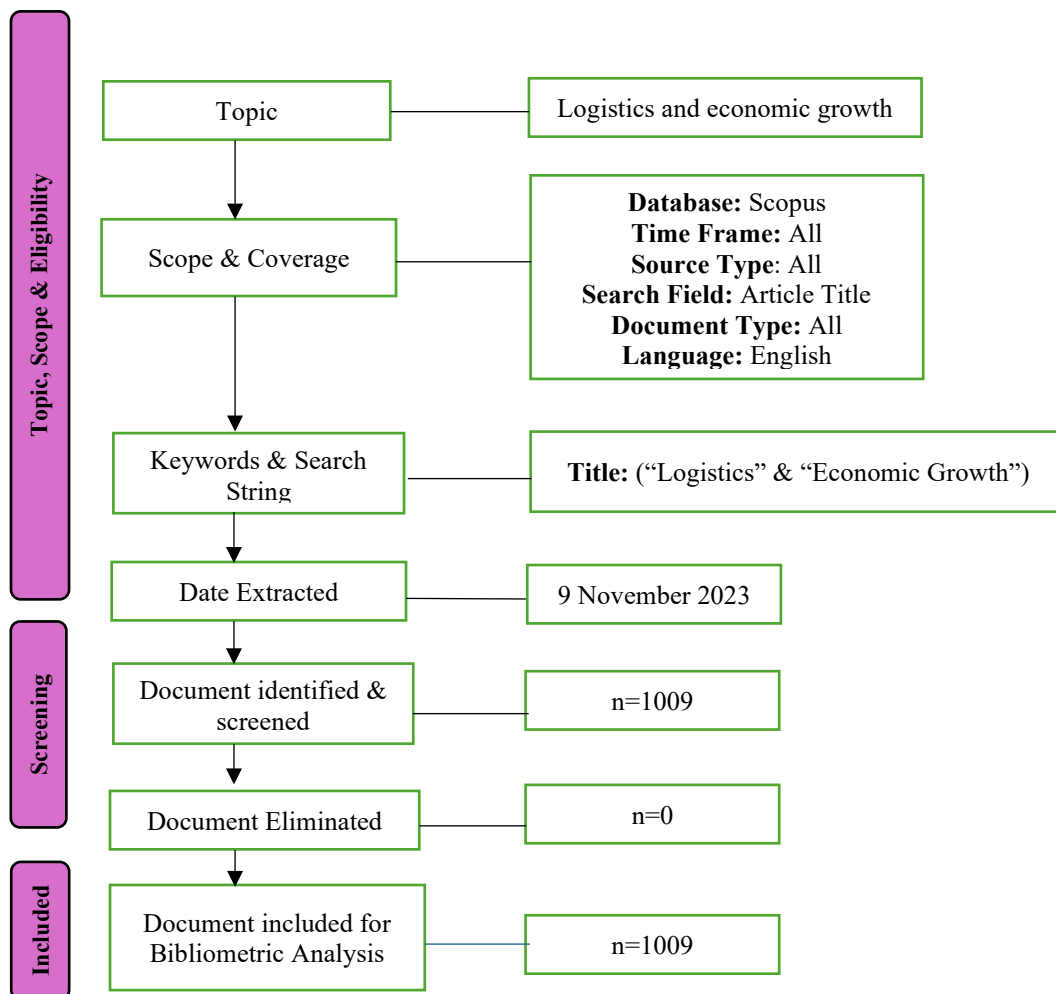 Topic, Scope & Eligibility
Topic
Logistics and economic growth
Scope & Coverage
Database: Scopus
Time Frame: All
Source Type: All
Search Field: Article Title
Document Type: All
Language: English
Keywords & Search
String
Title: (“Logistics” & “Economic Growth”)
Date Extracted
9 November 2023
Screening
Document identified &
screened
n=1009
Document Eliminated
n=0
Included
Document included for
Bibliometric Analysis
n=1009